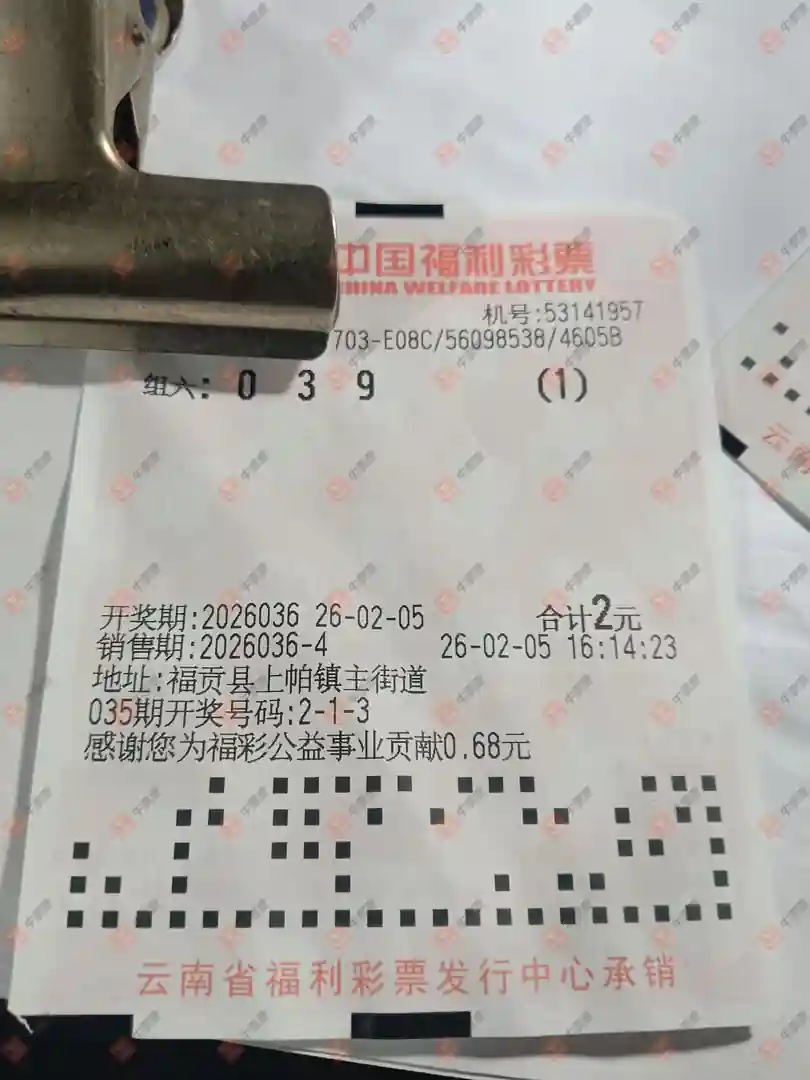 中国福利彩票
CHINA WELFARE LOTTERY
机号:53141957
703-E08C/56098538/4605B
组六: 0 3 9 (1)
开奖期:2026036 26-02-05 合计2元
销售期:2026036-4 26-02-05 16:14:23
地址:福贡县上帕镇主街道
035期开奖号码:2-1-3
感谢您为福彩公益事业贡献0.68元
云南省福利彩票发行中心承销
云南